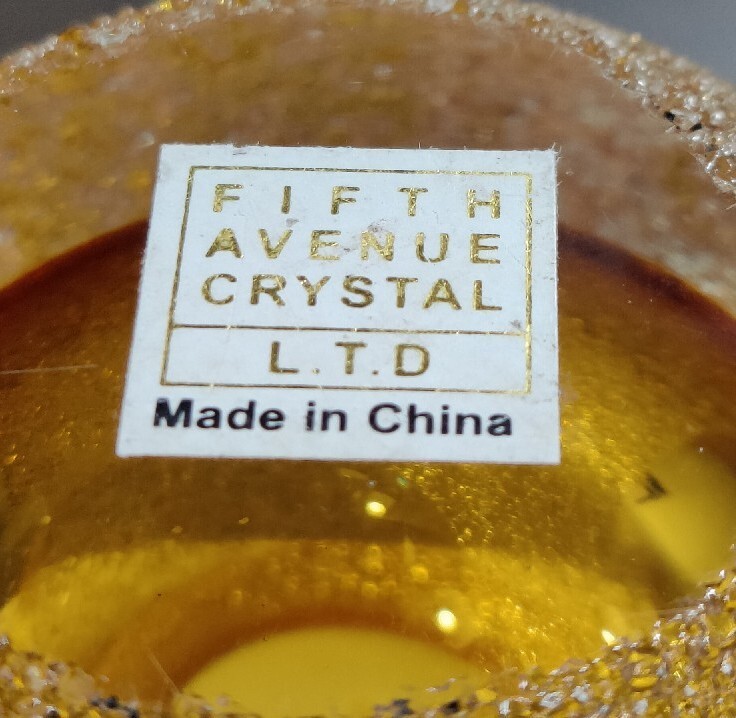 FIFTH
AVENUE
CRYSTAL
L.T.D
Made in China